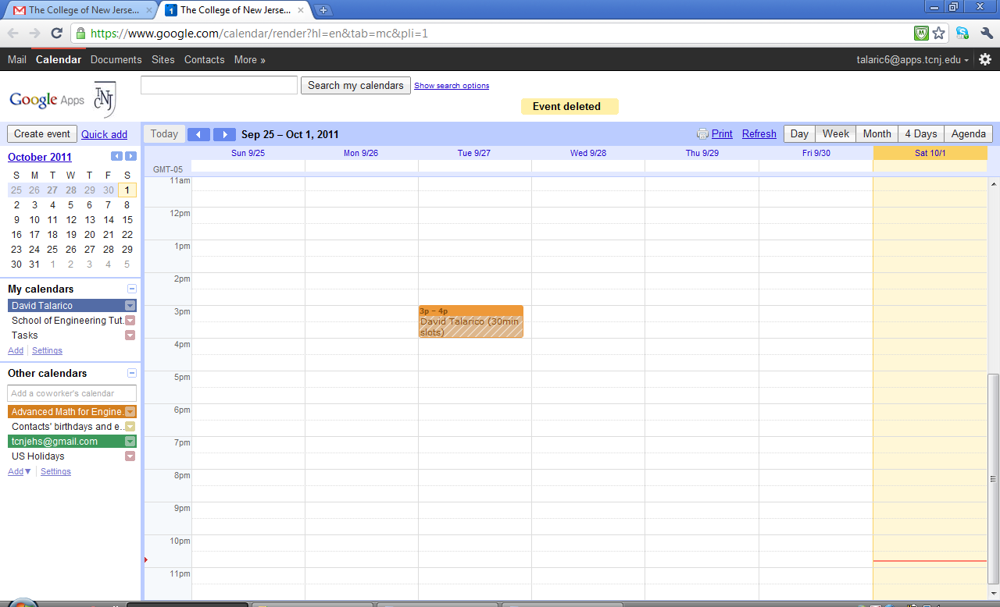 The College of New Jerse...
The College of New Jerse...
https://www.google.com/calendar/render?hl=en&tab=mc&pli=1
Mail Calendar Documents Sites Contacts More »
talaric6@apps.tcnj.edu
Google Apps
TCNJ
Search my calendars
Show search options
Event deleted
Create event Quick add
Today
Sep 25 – Oct 1, 2011
Print Refresh Day Week Month 4 Days Agenda
October 2011
S M T W T F S
25 26 27 28 29 30 1
2 3 4 5 6 7 8
9 10 11 12 13 14 15
16 17 18 19 20 21 22
23 24 25 26 27 28 29
30 31 1 2 3 4 5
My calendars
David Talarico
School of Engineering Tut.
Tasks
Add Settings
Other calendars
Add a coworker's calendar
Advanced Math for Engine.
Contacts' birthdays and e..
tcnjehs@gmail.com
US Holidays
Add▼ Settings
Sun 9/25 Mon 9/26 Tue 9/27 Wed 9/28 Thu 9/29 Fri 9/30 Sat 10/1
GMT-05
11am
12pm
1pm
2pm
3pm
3p – 4p
David Talarico (30min
slots)
4pm
5pm
6pm
7pm
8pm
9pm
10pm
11pm